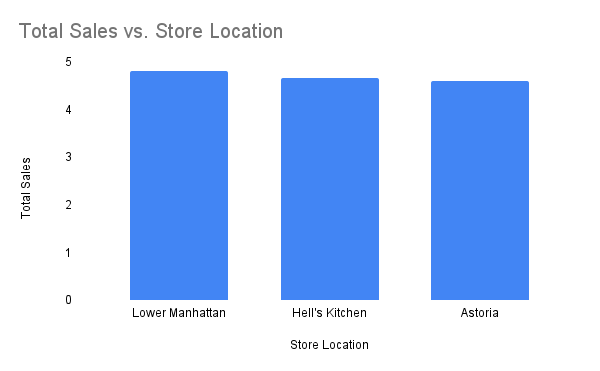 Total Sales vs. Store Location
Total Sales
5
4
3
2
1
0
Lower Manhattan Hell's Kitchen Astoria
Store Location